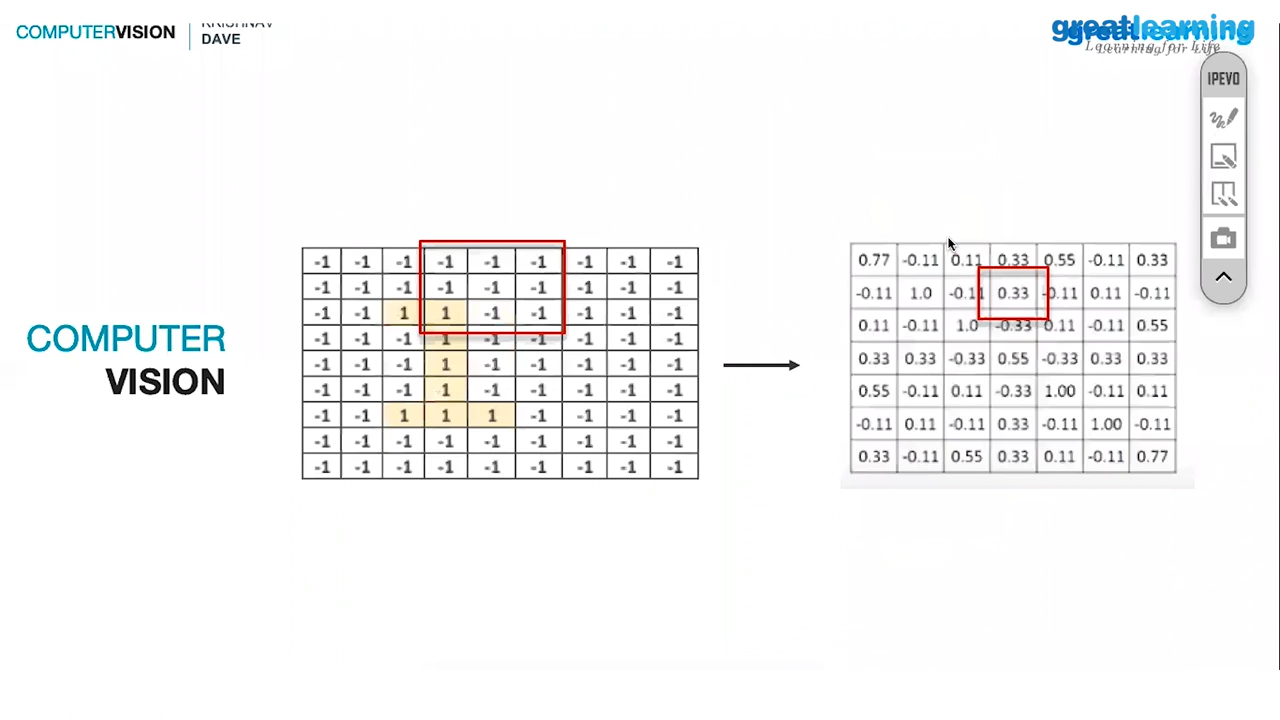 COMPUTERVISION
KRISHNAV
DAVE
greatlearning
greatlearning
Learning for Life
Learning for Life
IPEVO
COMPUTER
VISION
-1 -1 -1 -1 -1 -1 -1 -1 -1
-1 -1 -1 -1 -1 -1 -1 -1 -1
-1 -1 1 1 -1 -1 -1 -1 -1
-1 -1 -1 1 -1 -1 -1 -1 -1
-1 -1 -1 1 -1 -1 -1 -1 -1
-1 -1 -1 1 -1 -1 -1 -1 -1
-1 -1 1 1 1 -1 -1 -1 -1
-1 -1 -1 -1 -1 -1 -1 -1 -1
-1 -1 -1 -1 -1 -1 -1 -1 -1
0.77 -0.11 0.11 0.33 0.55 -0.11 0.33
-0.11 1.0 -0.11 0.33 -0.11 0.11 -0.11
0.11 -0.11 1.0 -0.33 0.11 -0.11 0.55
0.33 0.33 -0.33 0.55 -0.33 0.33 0.33
0.55 -0.11 0.11 -0.33 1.00 -0.11 0.11
-0.11 0.11 -0.11 0.33 -0.11 1.00 -0.11
0.33 -0.11 0.55 0.33 0.11 -0.11 0.77